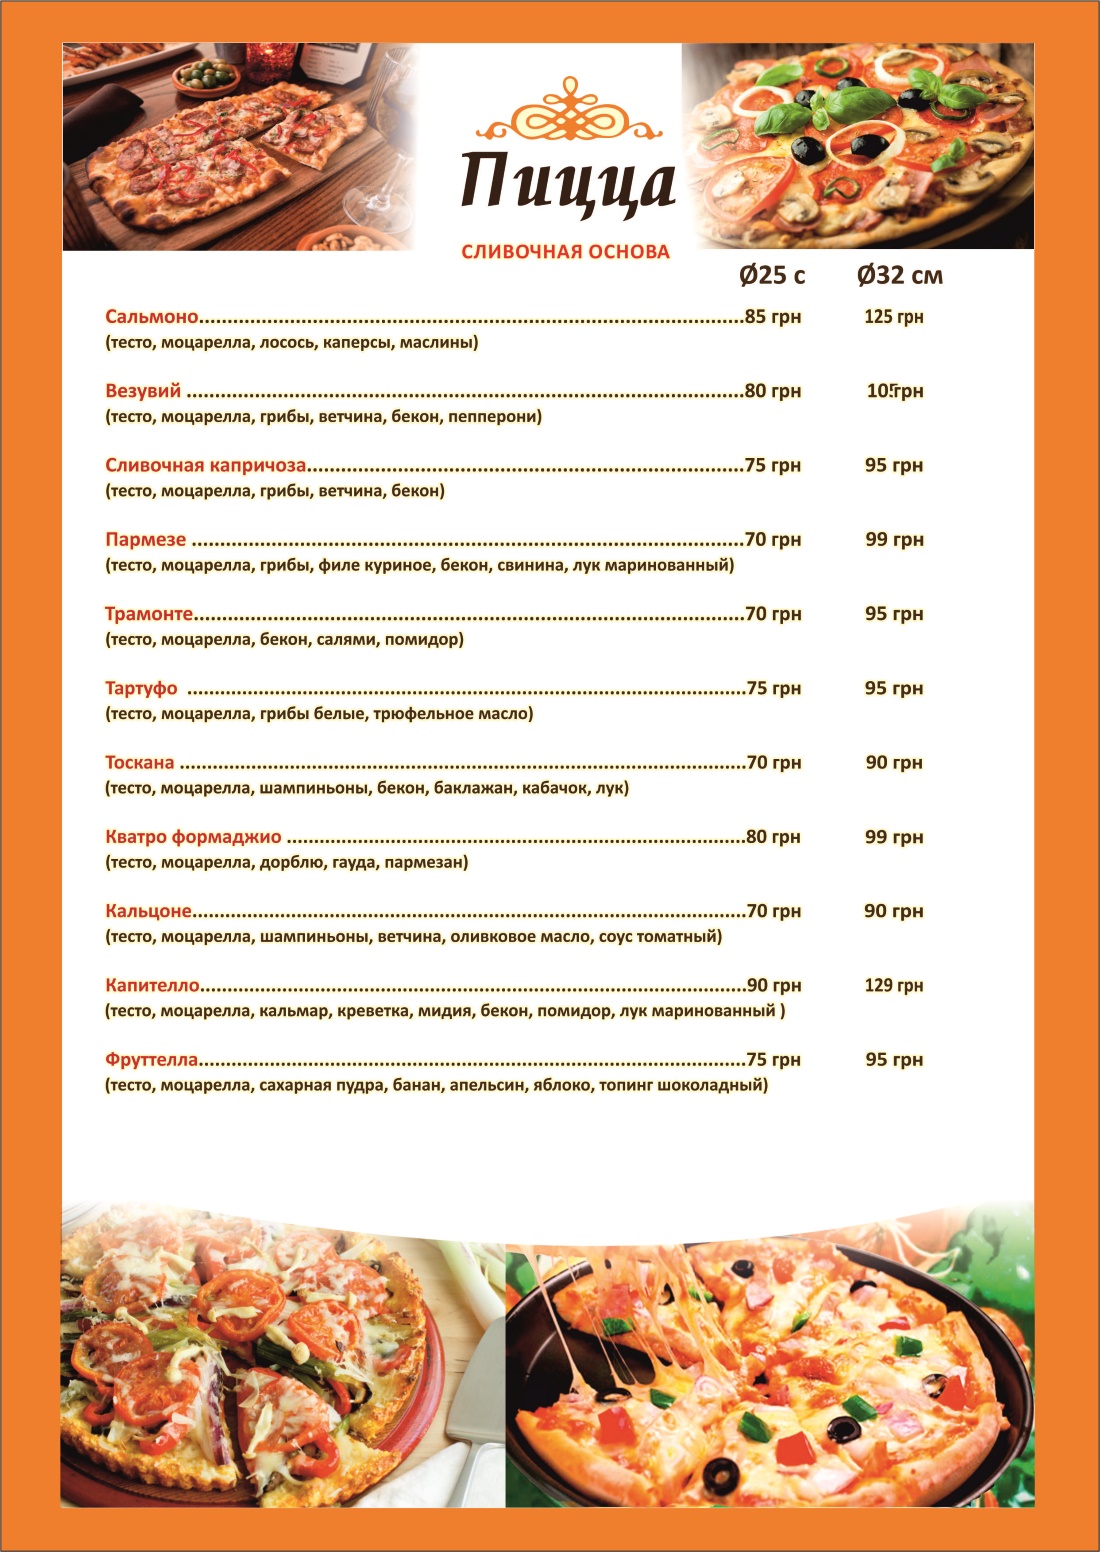 Пицца
СЛИВОЧНАЯ ОСНОВА
Ø25 с Ø32 см
Сальмоно........85 грн 125 грн
(тесто, моцарелла, лосось, каперсы, маслины)
Везувий ........80 грн 105грн
(тесто, моцарелла, грибы, ветчина, бекон, пепперони)
Сливочная капричоза........75 грн 95 грн
(тесто, моцарелла, грибы, ветчина, бекон)
Пармезе ........70 грн 99 грн
(тесто, моцарелла, грибы, филе куриное, бекон, свинина, лук маринованный)
Трамонте........70 грн 95 грн
(тесто, моцарелла, бекон, салями, помидор)
Тартуфо ........75 грн 95 грн
(тесто, моцарелла, грибы белые, трюфельное масло)
Тоскана ........70 грн 90 грн
(тесто, моцарелла, шампиньоны, бекон, баклажан, кабачок, лук)
Кватро формаджио ........80 грн 99 грн
(тесто, моцарелла, дорблю, гауда, пармезан)
Кальцоне........70 грн 90 грн
(тесто, моцарелла, шампиньоны, ветчина, оливковое масло, соус томатный)
Капителло........90 грн 129 грн
(тесто, моцарелла, кальмар, креветка, мидия, бекон, помидор, лук маринованный )
Фруттелла........75 грн 95 грн
(тесто, моцарелла, сахарная пудра, банан, апельсин, яблоко, топинг шоколадный)